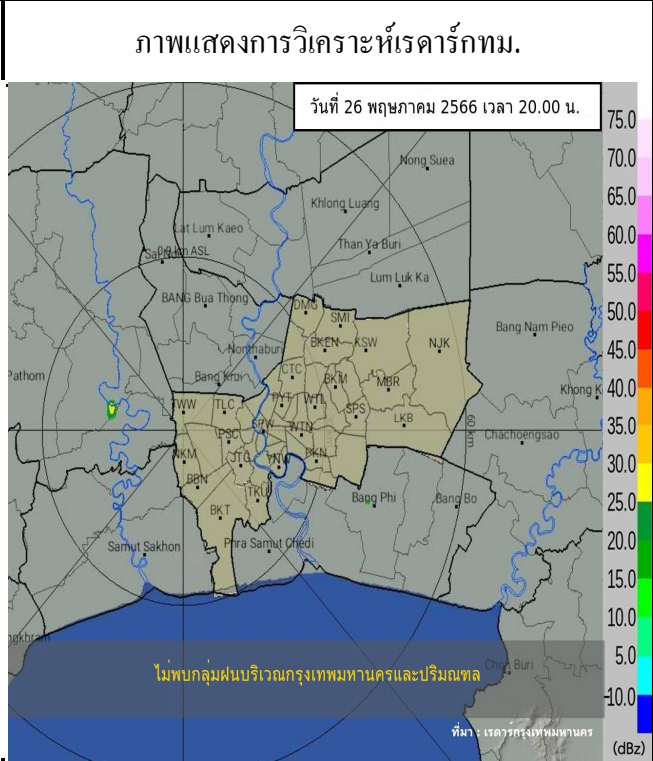 ภาพแสดงการวิเคราะห์เรดาร์กทม.
วันที่ 26 พฤษภาคม 2566 เวลา 20.00 น.
75.0
70.0
65.0
60.0
55.0
50.0
45.0
40.0
35.0
30.0
25.0
20.0
15.0
10.0
5.0
-10.0
(dBz)
Nong Suea
Khlong Luang
Lat Lum Kaeo
Than Ya Buri
km ASL
Lum Luk Ka
BANG Bua Thong
DMG
SMI
Bang Nam Pieo
BKEN
KSW
NJK
Nonthaburi
CTC
Pathom
Bang Krui
BKM
MBR
Khong K
TWW
TLC
PYT
WTL
SPS
LKB
60 km
PSC
SPW
WTN
Chachoengsao
NKM
JTG
YNW
PKN
BBN
TKU
BKT
Bang Phi
Bang Bo
Samut Sakhon
Phra Samut Chedi
ngkhram
Chon Buri
ไม่พบกลุ่มฝนบริเวณกรุงเทพมหานครและปริมณฑล
ที่มา : เรดาร์กรุงเทพมหานคร